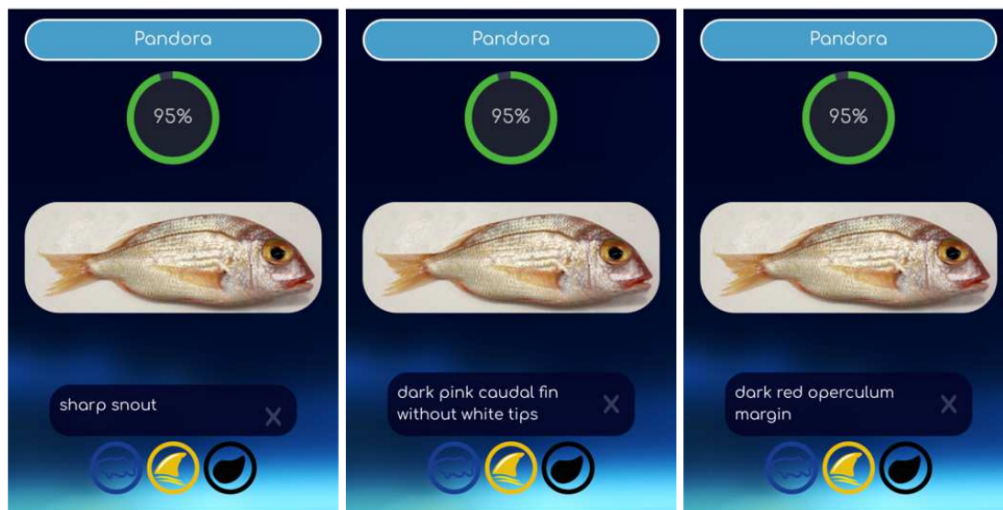 Pandora
95%
sharp snout
X
Pandora
95%
dark pink caudal fin
without white tips
X
Pandora
95%
dark red operculum
margin
X